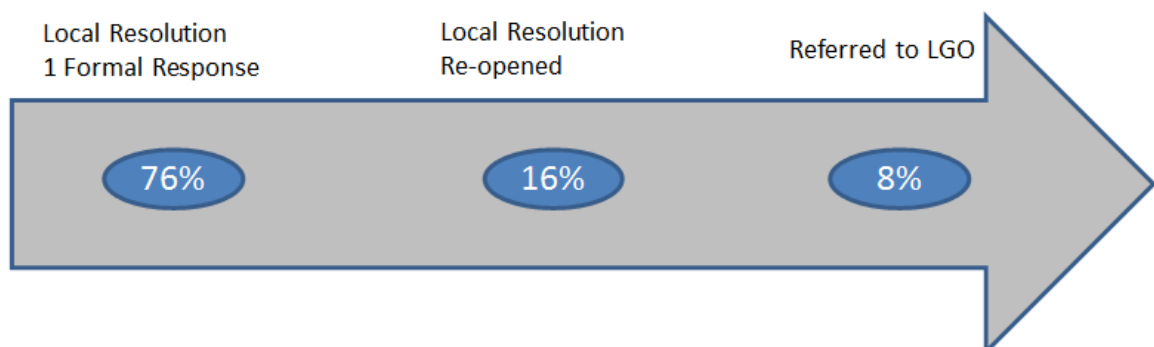 Local Resolution
1 Formal Response
Local Resolution
Re-opened
Referred to LGO
76%
16%
8%